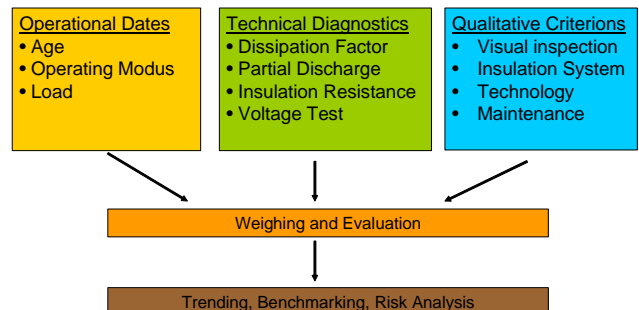 Operational Dates
• Age
• Operating Modus
• Load
Technical Diagnostics
• Dissipation Factor
• Partial Discharge
• Insulation Resistance
• Voltage Test
Qualitative Criterions
• Visual inspection
• Insulation System
• Technology
• Maintenance
Weighing and Evaluation
Trending, Benchmarking, Risk Analysis